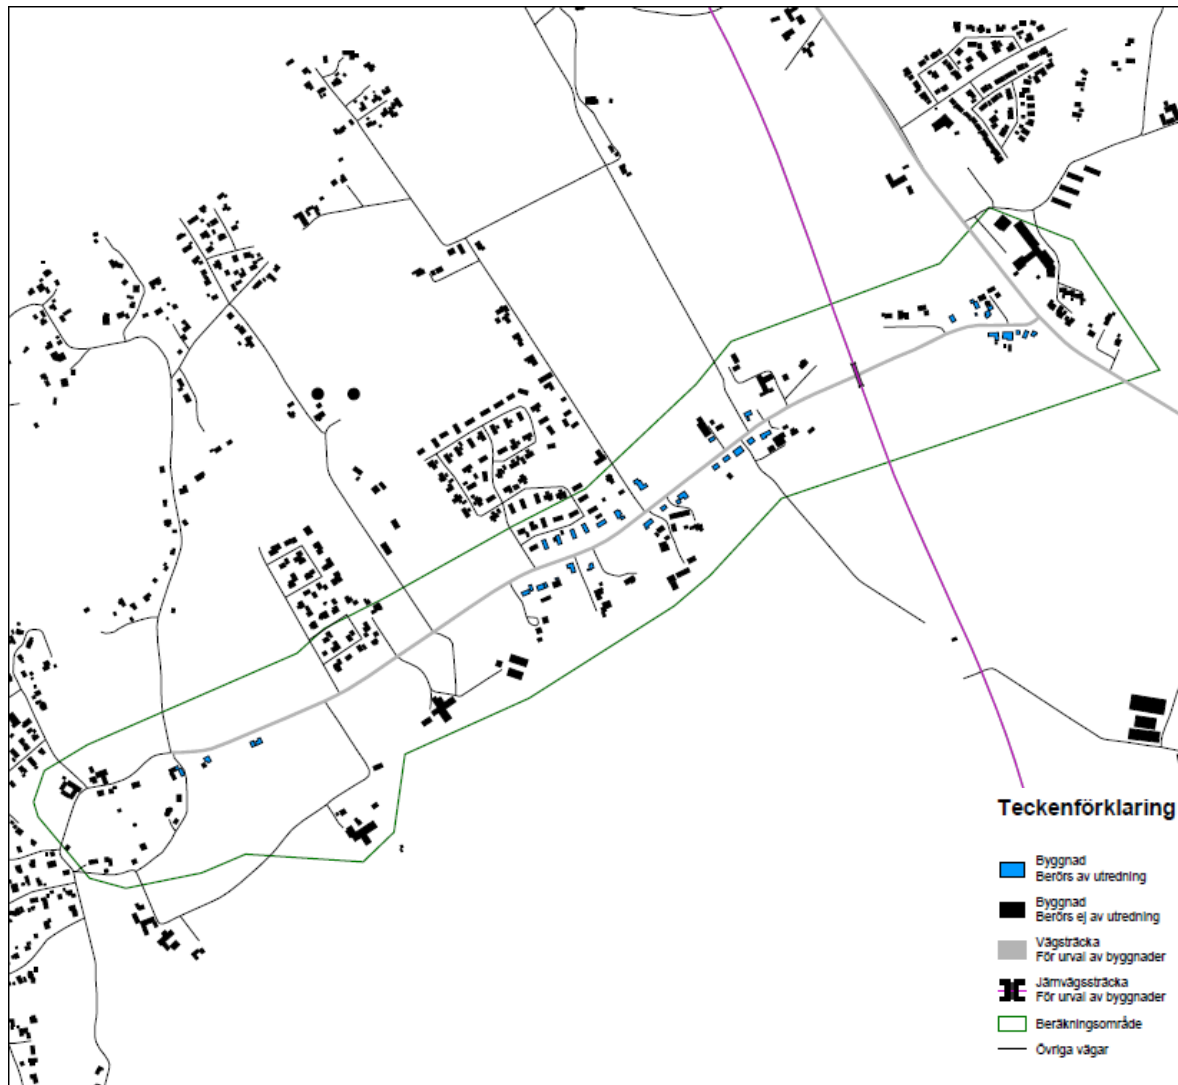 Teckenförklaring
Byggnad
Berörs av utredning
Byggnad
Berörs ej av utredning
Vägsträcka
För urval av byggnader
Järnvägssträcka
För urval av byggnader
Beräkningsområde
Övriga vägar